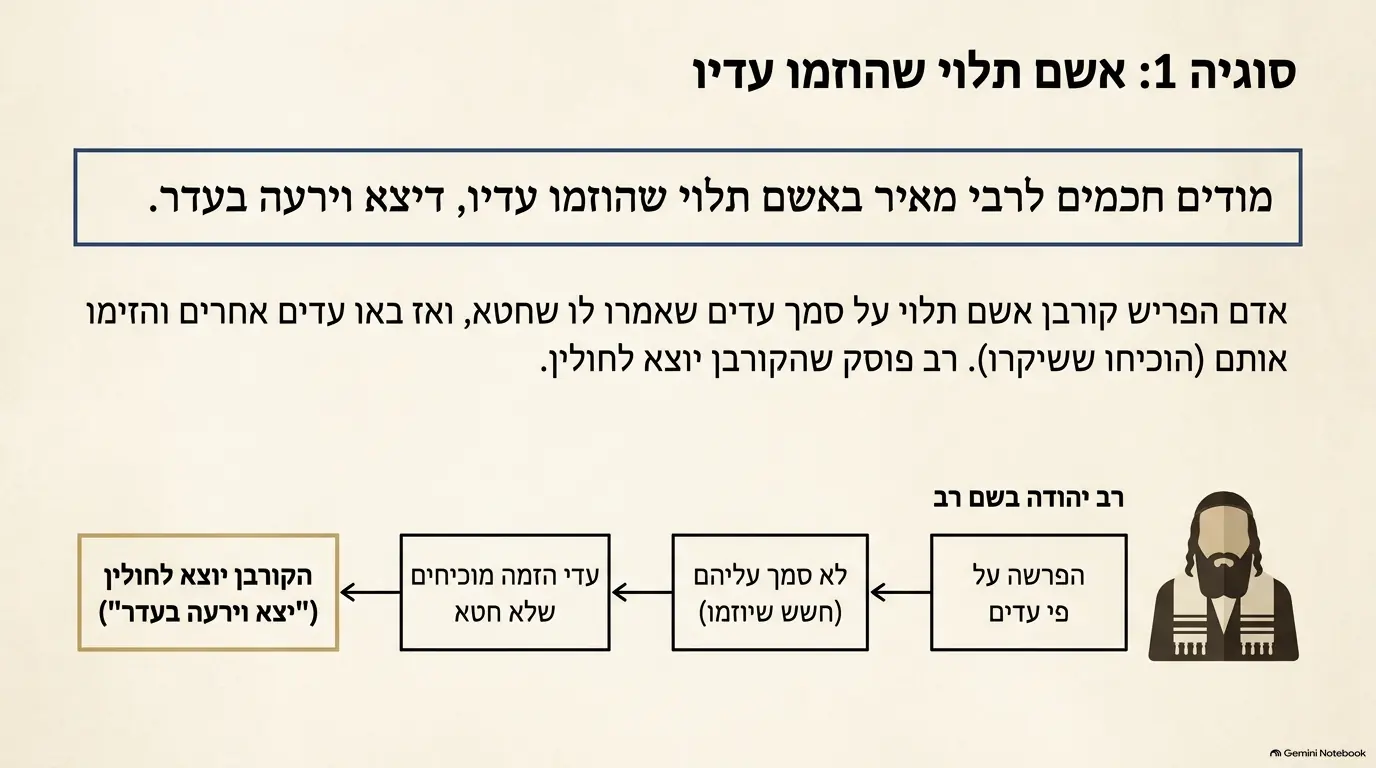 סוגיה 1: אשם תלוי שהוזמו עדיו
מודים חכמים לרבי מאיר באשם תלוי שהוזמו עדיו, דיצא וירעה בעדר.
אדם הפריש קורבן אשם תלוי על סמך עדים שאמרו לו שחטא, ואז באו עדים אחרים והזימו
אותם (הוכיחו ששיקרו). רב פוסק שהקורבן יוצא לחולין.
רב יהודה בשם רב
הפרשה על
פי עדים
לא סמך עליהם
(חשש שיוזמו)
עדי הזמה מוכיחים
שלא חטא
הקורבן יוצא לחולין
("יצא וירעה בעדר")
Gemini Notebook